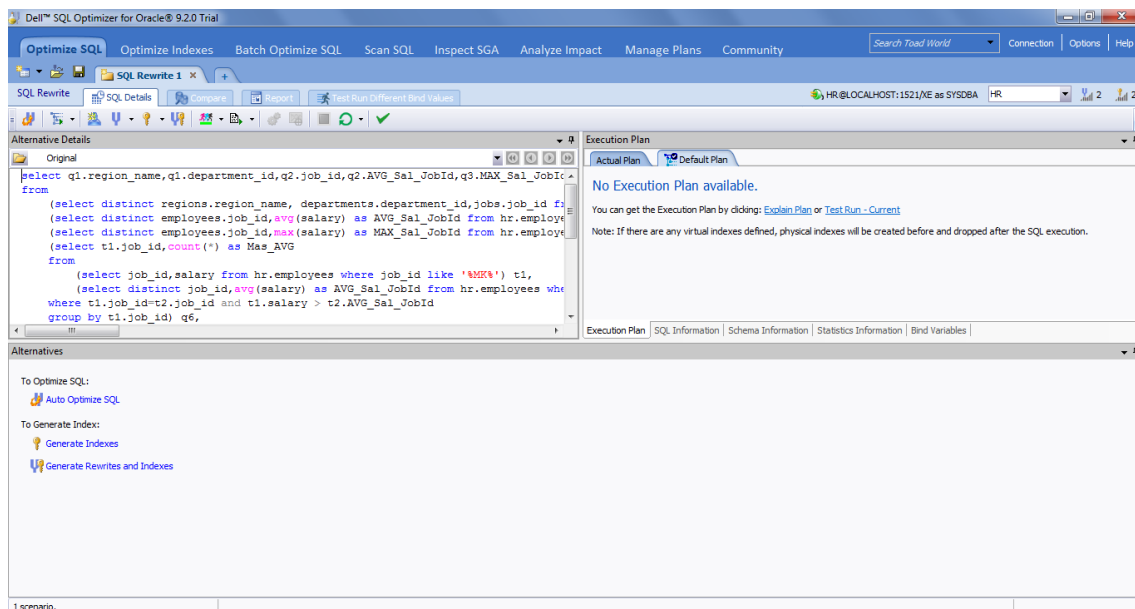 Dell™ SQL Optimizer for Oracle® 9.2.0 Trial
Optimize SQL Optimize Indexes Batch Optimize SQL Scan SQL Inspect SGA Analyze Impact Manage Plans Community Search Toad World Connection Options Help
SQL Rewrite 1 × +
SQL Rewrite SQL Details Compare Report Test Run Different Bind Values HR@LOCALHOST:1521/XE as SYSDBA HR 2 2
Alternative Details
Original
select q1.region_name,q1.department_id,q2.job_id,q2.AVG_Sal_JobId,q3.MAX_Sal_JobId
from
(select distinct regions.region_name, departments.department_id,jobs.job_id
(select distinct employees.job_id,avg(salary) as AVG_Sal_JobId from
(select distinct employees.job_id,max(salary) as MAX_Sal_JobId from
(select t1.job_id,count(*) as Mas_AVG
from
(select job_id,salary from hr.employees where job_id like '%MK%') t1,
(select distinct job_id,avg(salary) as AVG_Sal_JobId from hr.employees
where t1.job_id=t2.job_id and t1.salary > t2.AVG_Sal_JobId
group by t1.job_id) q6,
Execution Plan
Actual Plan Default Plan
No Execution Plan available.
You can get the Execution Plan by clicking: Explain Plan or Test Run - Current
Note: If there are any virtual indexes defined, physical indexes will be created before and dropped after the SQL execution.
Execution Plan SQL Information Schema Information Statistics Information Bind Variables
Alternatives
To Optimize SQL:
Auto Optimize SQL
To Generate Index:
Generate Indexes
Generate Rewrites and Indexes
1 scenario.